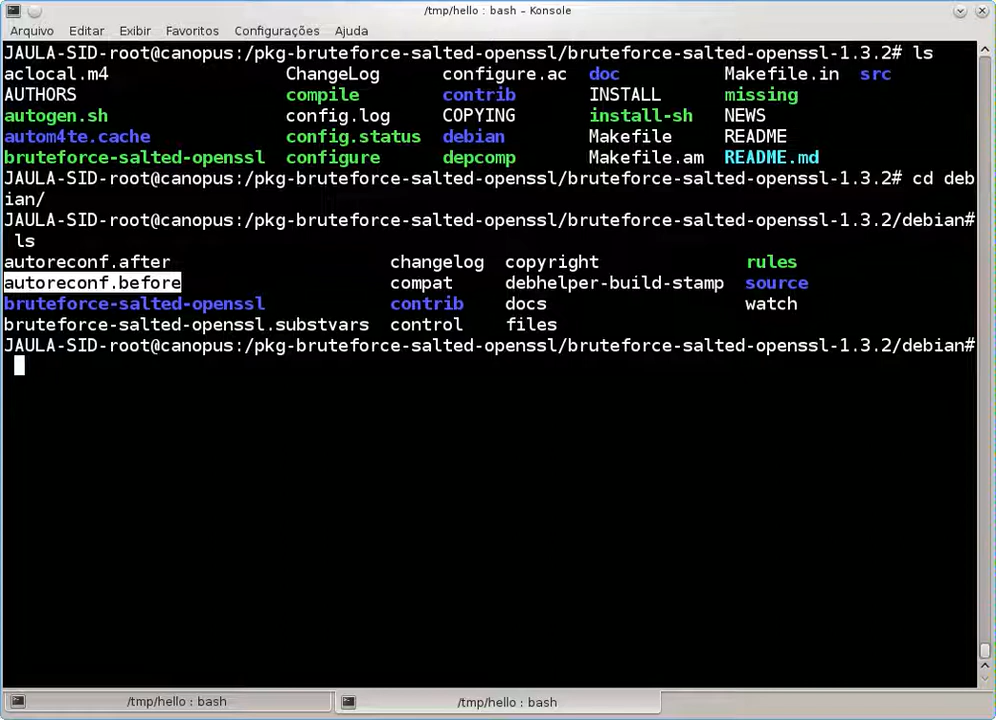 /tmp/hello : bash – Konsole
Arquivo Editar Exibir Favoritos Configurações Ajuda
JAULA-SID-root@canopus:/pkg-bruteforce-salted-openssl/bruteforce-salted-openssl-1.3.2# ls
aclocal.m4 ChangeLog configure.ac doc Makefile.in src
AUTHORS compile contrib INSTALL missing
autogen.sh config.log COPYING install-sh NEWS
autom4te.cache config.status debian Makefile README
bruteforce-salted-openssl configure depcomp Makefile.am README.md
JAULA-SID-root@canopus:/pkg-bruteforce-salted-openssl/bruteforce-salted-openssl-1.3.2# cd deb
ian/
JAULA-SID-root@canopus:/pkg-bruteforce-salted-openssl/bruteforce-salted-openssl-1.3.2/debian#
ls
autoreconf.after changelog copyright rules
autoreconf.before compat debhelper-build-stamp source
bruteforce-salted-openssl contrib docs watch
bruteforce-salted-openssl.substvars control files
JAULA-SID-root@canopus:/pkg-bruteforce-salted-openssl/bruteforce-salted-openssl-1.3.2/debian#
/tmp/hello : bash /tmp/hello : bash